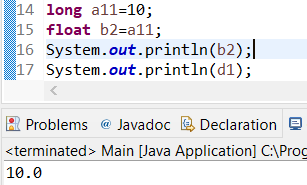 14 long a11=10;
15 float b2=a11;
16 System.out.println(b2);
17 System.out.println(d1);
Problems @ Javadoc Declaration
<terminated> Main [Java Application] C:\Prog
10.0